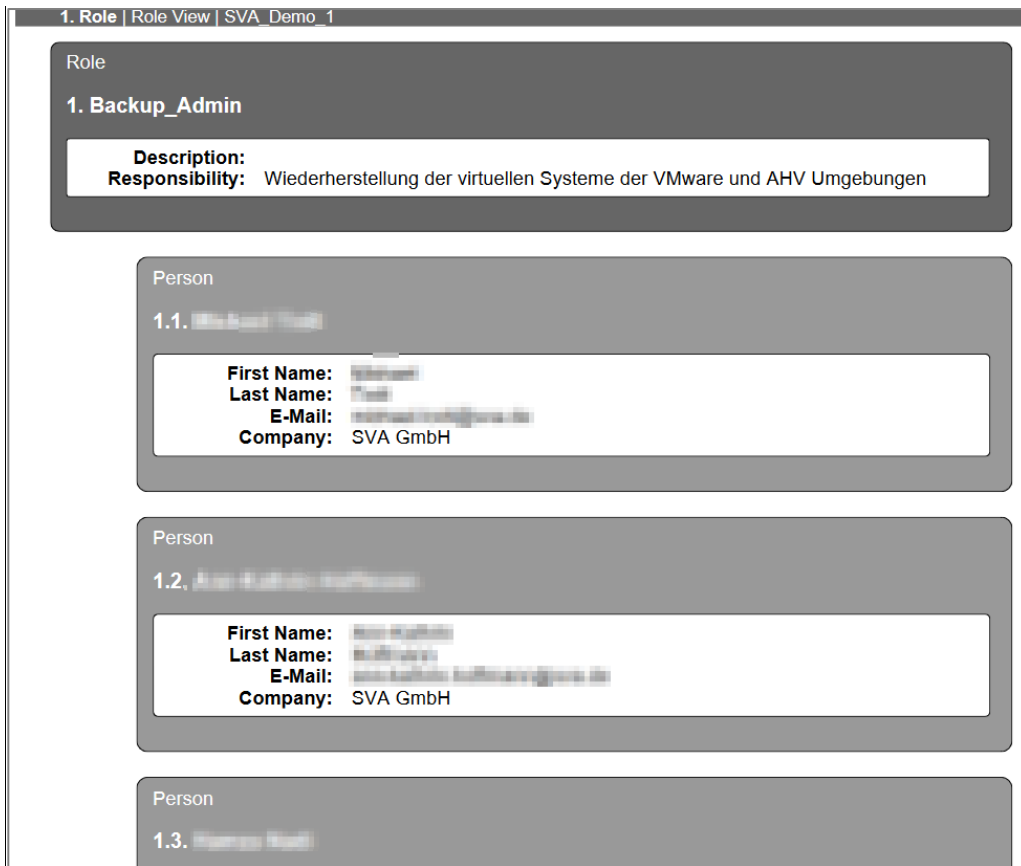 1. Role | Role View | SVA_Demo_1
Role
1. Backup_Admin
Description:
Responsibility: Wiederherstellung der virtuellen Systeme der VMware und AHV Umgebungen
Person
1.1.
First Name:
Last Name:
E-Mail:
Company: SVA GmbH
Person
1.2.
First Name:
Last Name:
E-Mail:
Company: SVA GmbH
Person
1.3.